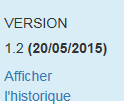 VERSION
1.2 (20/05/2015)
Afficher
l'historique